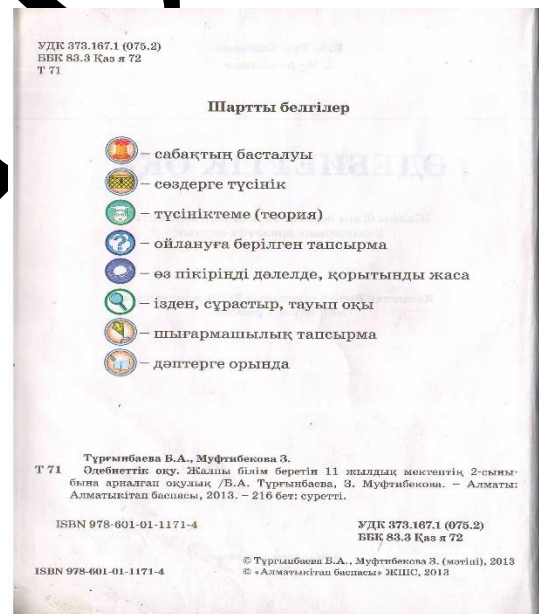 УДК 373.167.1 (075.2)
ББК 83.3 Қаз я 72
Т 71
Шартты белгілер
– сабақтың басталуы
– сөздерге түсінік
– түсініктеме (теория)
– ойлануға берілген тапсырма
– өз пікіріңді дәлелде, қорытынды жаса
– ізден, сұрастыр, тауып оқы
– шығармашылық тапсырма
– дәптерге орында
Тұрғынбаева Б.А., Муфтибекова З.
Т 71 Әдебиеттік оқу. Жалпы білім беретін 11 жылдық мектептің 2-сыны-
бына арналған оқулық /Б.А. Тұрғынбаева, З. Муфтибекова. – Алматы:
Алматыкітап баспасы, 2013. – 216 бет: суретті.
ISBN 978-601-01-1171-4
УДК 373.167.1 (075.2)
ББК 83.3 Қаз я 72
© Тұрғынбаева Б.А., Муфтибекова З. (мәтіні), 2013
ISBN 978-601-01-1171-4 © «Алматыкітап баспасы» ЖШС, 2013